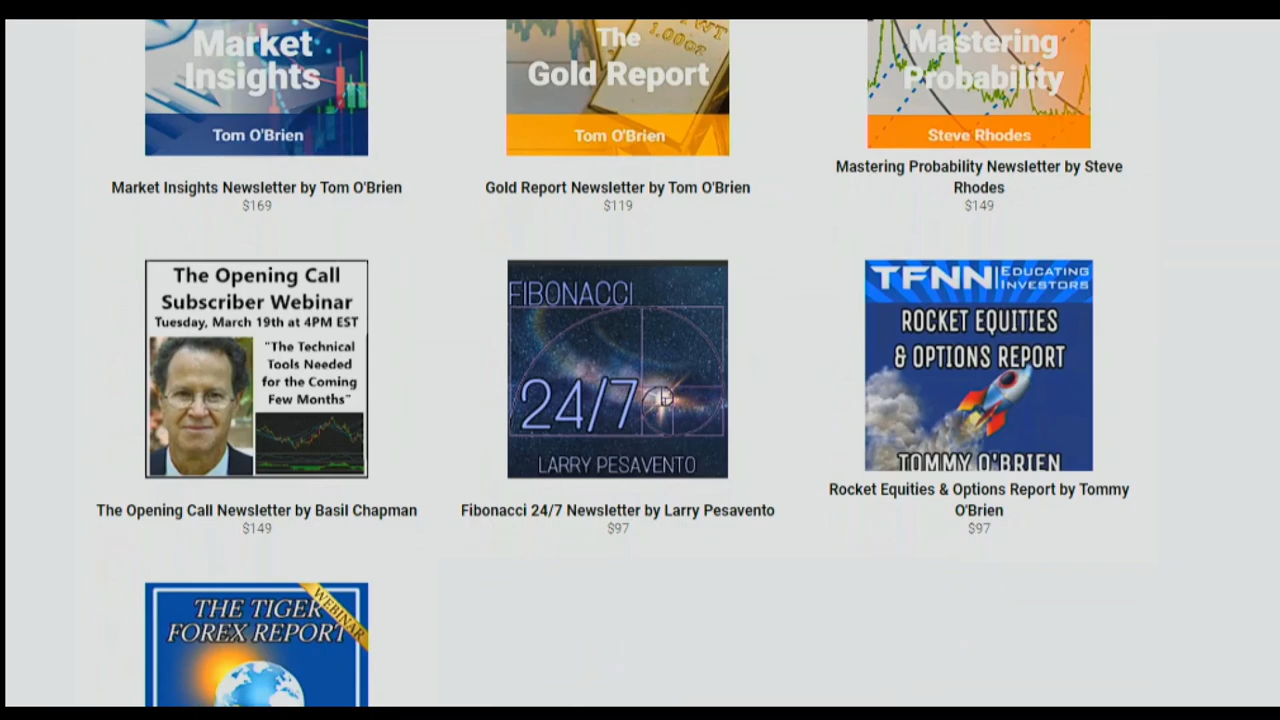 Market
Insights
Tom O'Brien
Market Insights Newsletter by Tom O'Brien
$169
1.00oz
The
Gold Report
Tom O'Brien
Gold Report Newsletter by Tom O'Brien
$119
Mastering
Probability
Steve Rhodes
Mastering Probability Newsletter by Steve
Rhodes
$149
The Opening Call
Subscriber Webinar
Tuesday, March 19th at 4PM EST
"The Technical
Tools Needed
for the Coming
Few Months"
The Opening Call Newsletter by Basil Chapman
$149
FIBONACCI
24/7
LARRY PESAVENTO
Fibonacci 24/7 Newsletter by Larry Pesavento
$97
TFNN EDUCATING
INVESTORS
ROCKET EQUITIES
& OPTIONS REPORT
TOMMY O'BRIEN
Rocket Equities & Options Report by Tommy
O'Brien
$97
THE TIGER
FOREX REPORT
WEBINAR